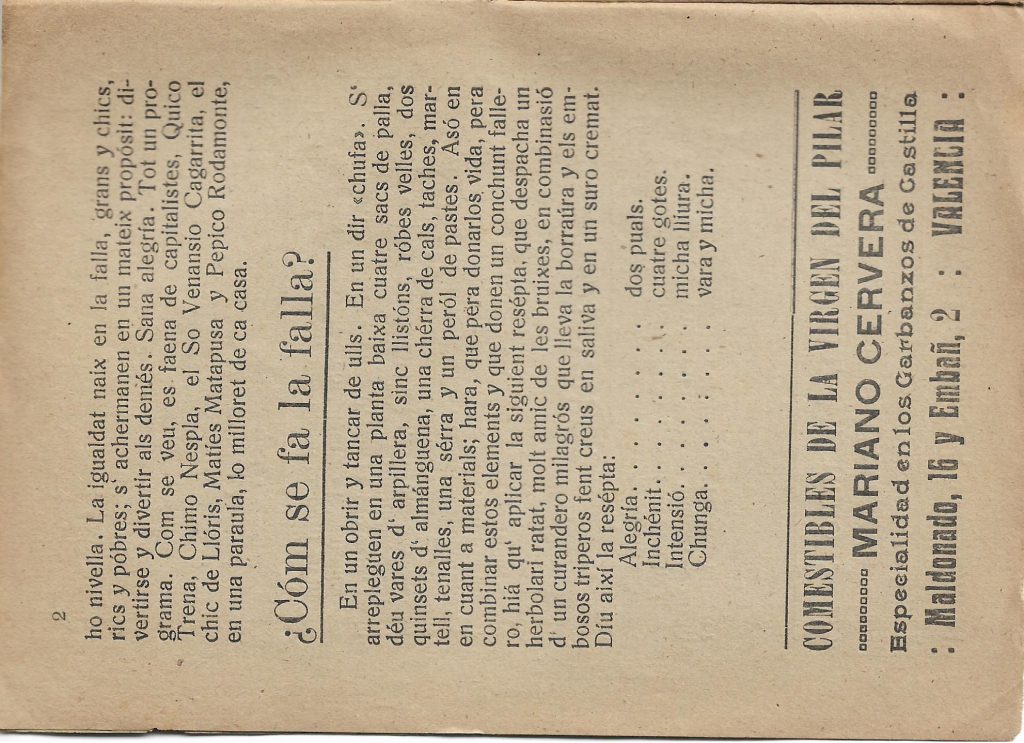 2
ho nivella. La igualdat naix en la falla, grans y chics,
rics y póbres; s' achermanen en un mateix propósit: di-
vertirse y divertir als demés. Sana alegría. Tot un pro-
grama. Com se veu, es faena de capitalistes, Quico
Trena, Chimo Nespla, el So Venansio Cagarrita, el
chic de Llóris, Matíes Matapusa y Pepico Rodamonte,
en una paraula, lo milloret de ca casa.
¿Cóm se fa la falla?
En un obrir y tancar de ulls. En un dir «chufa». S'
arrepleguen en una planta baixa cuatre sacs de palla,
déu vares d' arpillera, sinc llistóns, róbes velles, dos
quinsets d' almánguena, una chérra de cals, taches, mar-
tell, tenalles, una sérra y un peról de pastes. Asó en
en cuant a materials; hara, que péra donarlos vida, pera
combinar estos elements y que donen un conchunt falle-
ro, hiá qu' aplicar la siguient resépta, que despacha un
herbolari ratat, molt amic de les bruixes, en combinasió
d' un curandero milagrós que lleva la borraúra y els em-
bosos triperos fent creus en saliva y en un suro cremat.
Díu així la resépta:
Alegría. . . . . . . dos puals.
Inchénit. . . . . . . cuatre gotes.
Intensió. . . . . . . micha lliura.
Chunga. . . . . . . vara y micha.
COMESTIBLES DE LA VIRGEN DEL PILAR
MARIANO CERVERA
Especialidad en los Garbanzos de Castilla
: Maldonado, 16 y Embañ, 2 : VALENCIA :